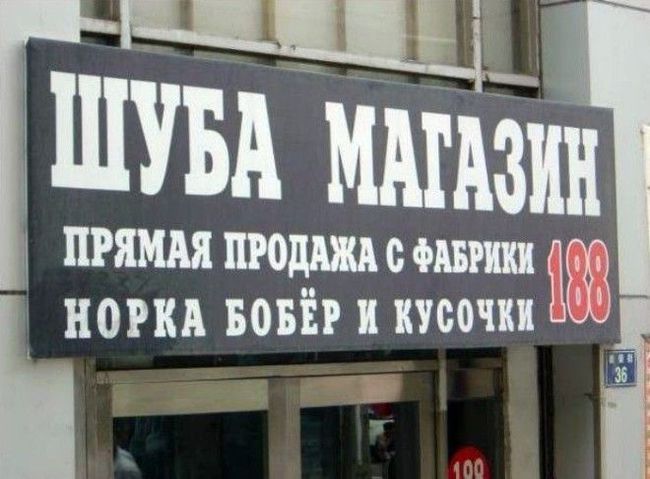 ШУБА МАГАЗИН
ПРЯМАЯ ПРОДАЖА С ФАБРИКИ
НОРКА БОБЁР И КУСОЧКИ
188
36
188